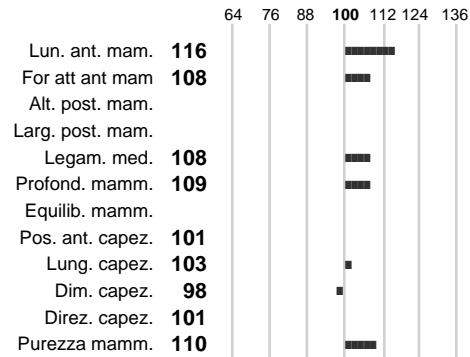 64 76 88 100 112 124 136
Lun. ant. mam. 116
For att ant mam 108
Alt. post. mam.
Larg. post. mam.
Legam. med. 108
Profond. mamm. 109
Equilib. mamm.
Pos. ant. capez. 101
Lung. capez. 103
Dim. capez. 98
Direz. capez. 101
Purezza mamm. 110